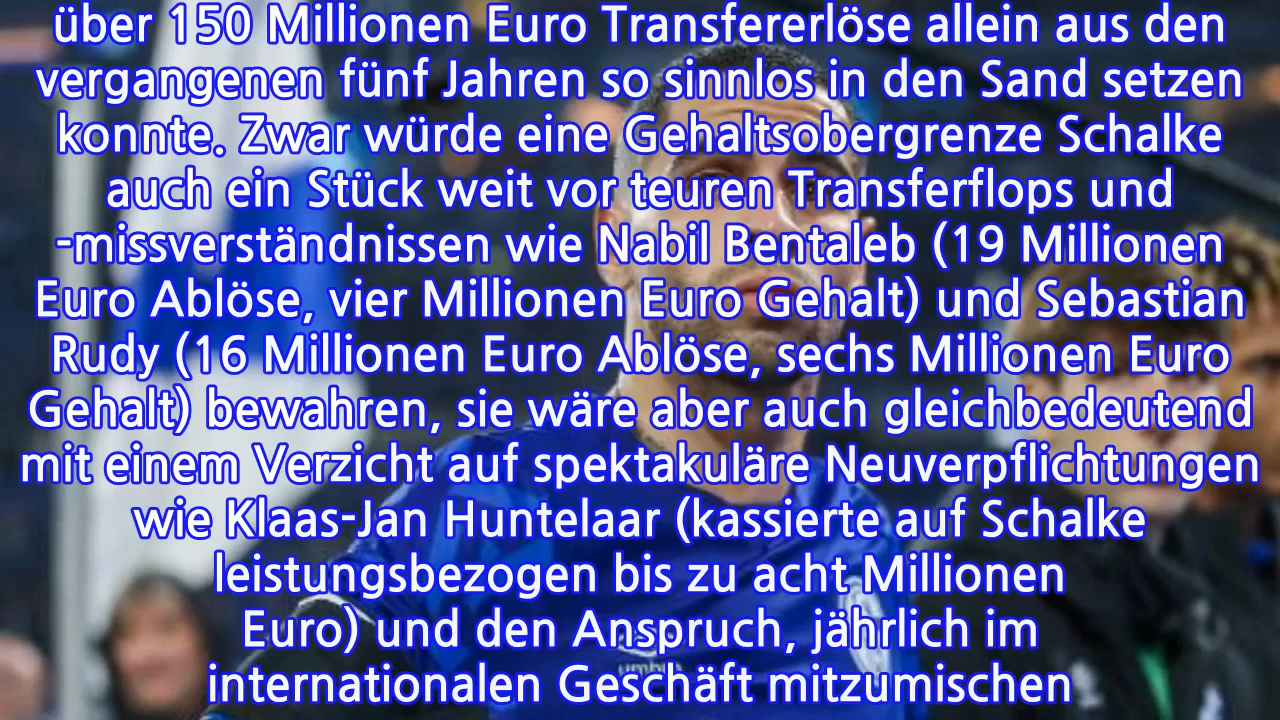 über 150 Millionen Euro Transfererlöse allein aus den
vergangenen fünf Jahren so sinnlos in den Sand setzen
konnte. Zwar würde eine Gehaltsobergrenze Schalke
auch ein Stück weit vor teuren Transferflops und
-missverständnissen wie Nabil Bentaleb (19 Millionen
Euro Ablöse, vier Millionen Euro Gehalt) und Sebastian
Rudy (16 Millionen Euro Ablöse, sechs Millionen Euro
Gehalt) bewahren, sie wäre aber auch gleichbedeutend
mit einem Verzicht auf spektakuläre Neuverpflichtungen
wie Klaas-Jan Huntelaar (kassierte auf Schalke
leistungsbezogen bis zu acht Millionen
Euro) und den Anspruch, jährlich im
internationalen Geschäft mitzumischen